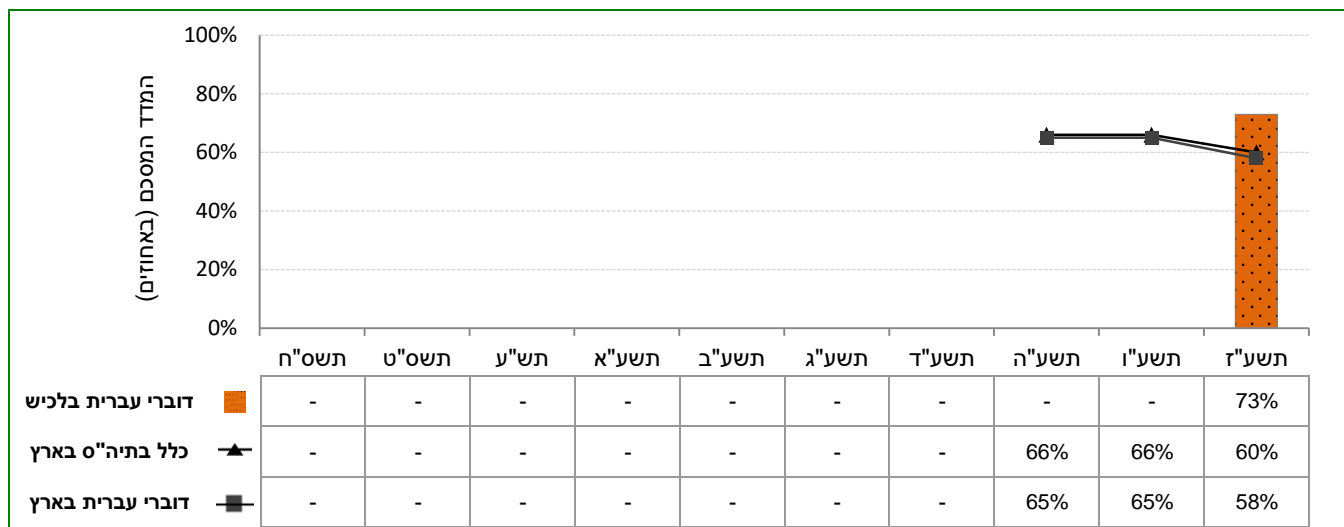 100%
80%
60%
40%
20%
0%
המדד המסכם (באחוזים)
תשס"ח תשס"ט תש"ע תשע"א תשע"ב תשע"ג תשע"ד תשע"ה תשע"ו תשע"ז
דוברי עברית בלכיש - - - - - - - - - 73%
כלל בתיה"ס בארץ - - - - - - - 66% 66% 60%
דוברי עברית בארץ - - - - - - - 65% 65% 58%